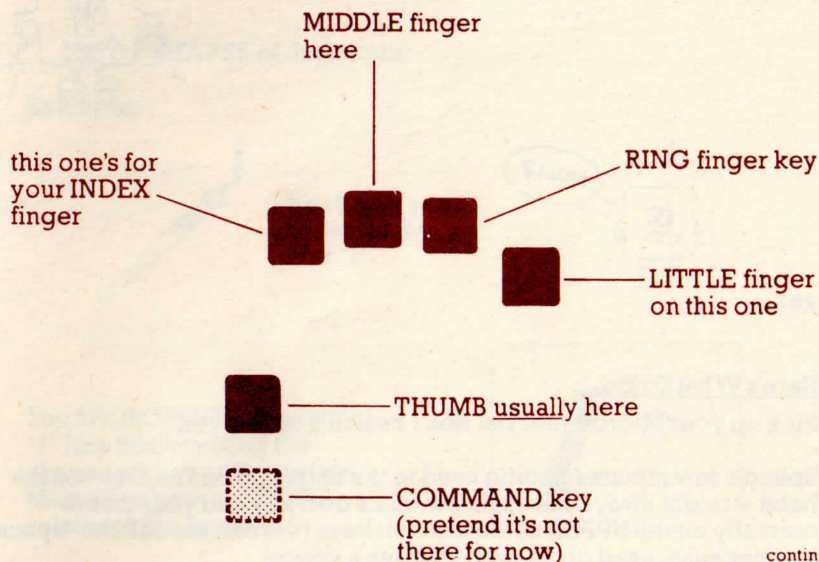 MIDDLE finger
here
this one's for
your INDEX
finger
RING finger key
LITTLE finger
on this one
THUMB usually here
COMMAND key
(pretend it's not
there for now)
contin